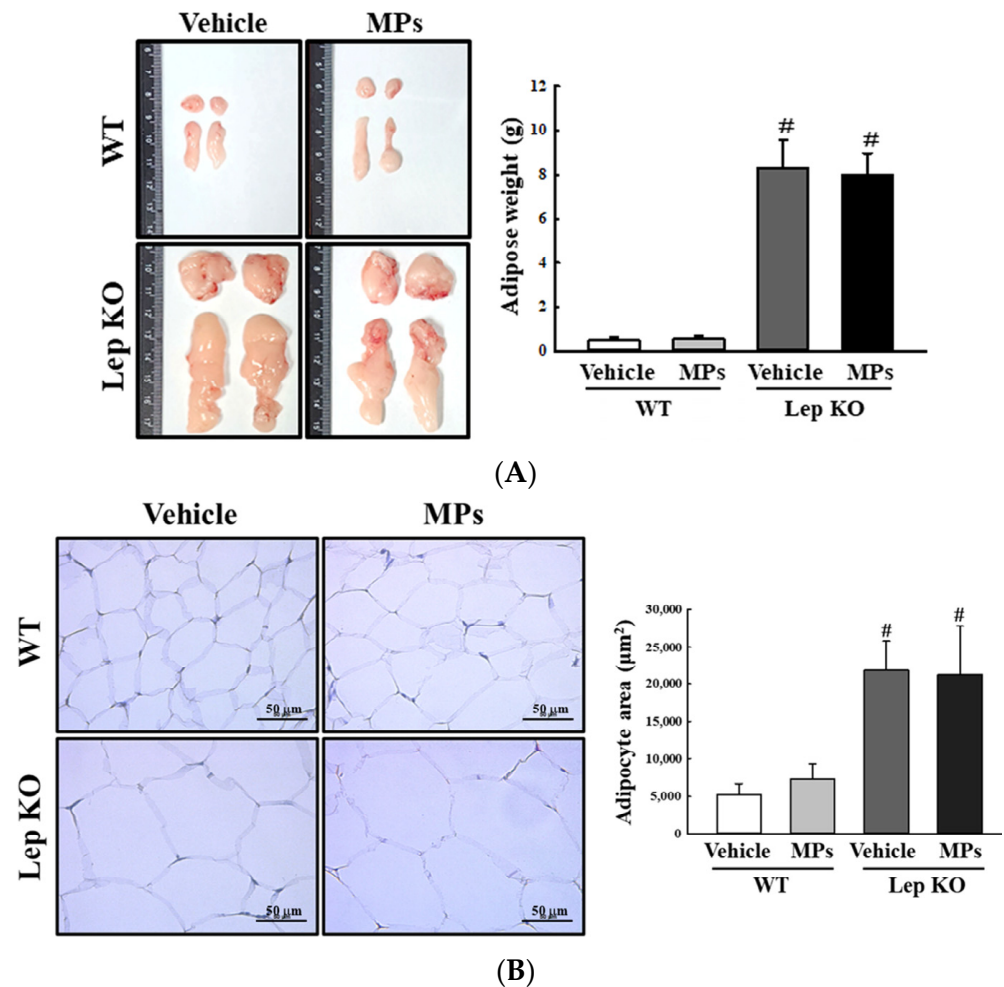 Vehicle MPs
WT
Lep KO
Adipose weight (g)
12
10
8
6
4
2
0
# #
Vehicle MPs Vehicle MPs
WT Lep KO
(A)
Vehicle MPs
WT
Lep KO
50 μm
50 μm
50 μm
50 μm
Adipocyte area (μm²)
30,000
25,000
20,000
15,000
10,000
5,000
0
# #
Vehicle MPs Vehicle MPs
WT Lep KO
(B)